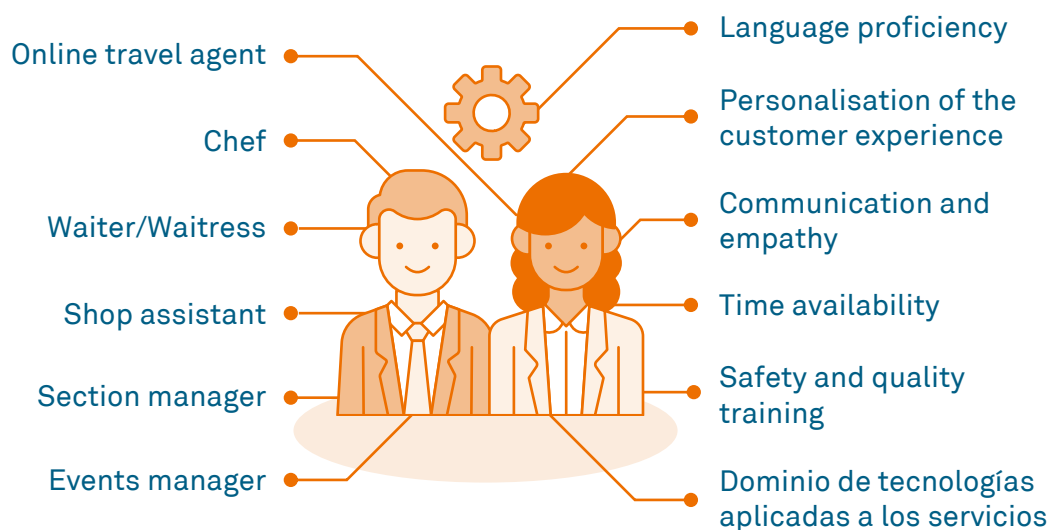 Online travel agent
Chef
Waiter/Waitress
Shop assistant
Section manager
Events manager
Language proficiency
Personalisation of the
customer experience
Communication and
empathy
Time availability
Safety and quality
training
Dominio de tecnologías
aplicadas a los servicios